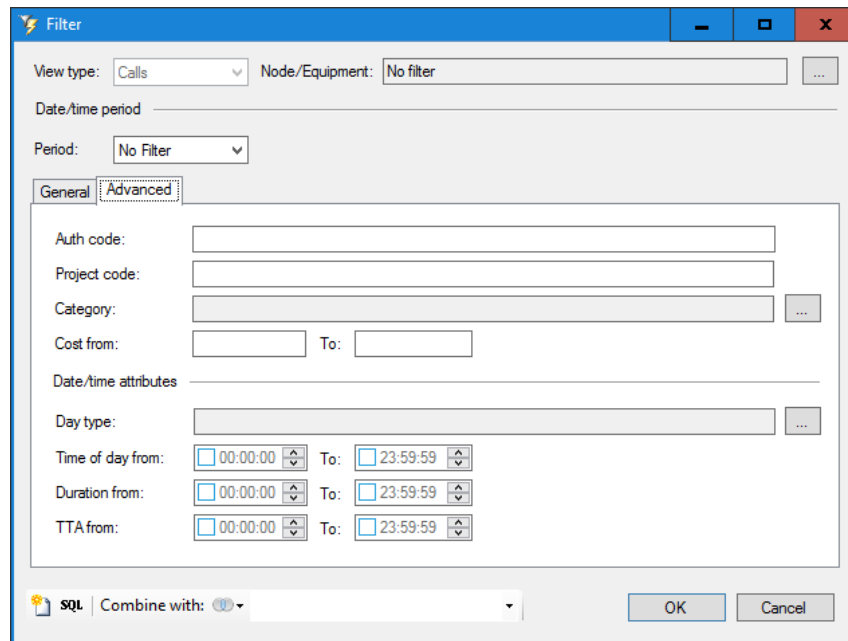 Filter
View type: Calls Node/Equipment: No filter ...
Date/time period
Period: No Filter
General Advanced
Auth code:
Project code:
Category: ...
Cost from: To:
Date/time attributes
Day type: ...
Time of day from: 00:00:00 To: 23:59:59
Duration from: 00:00:00 To: 23:59:59
TTA from: 00:00:00 To: 23:59:59
SQL Combine with: OK Cancel